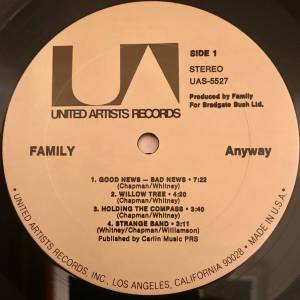 UA
UNITED ARTISTS RECORDS
SIDE 1
STEREO
UAS-5527
Produced by Family
For Bradgate Bush Ltd.
FAMILY
Anyway
1. GOOD NEWS — BAD NEWS • 7:22
(Chapman/Whitney)
2. WILLOW TREE • 4:20
(Chapman/Whitney)
3. HOLDING THE COMPASS • 3:40
(Chapman/Whitney)
4. STRANGE BAND • 3:11
(Whitney/Chapman/Williamson)
Published by Carlin Music PRS
• UNITED ARTISTS RECORDS, INC., LOS ANGELES, CALIFORNIA 90028 • MADE IN U.S.A. •